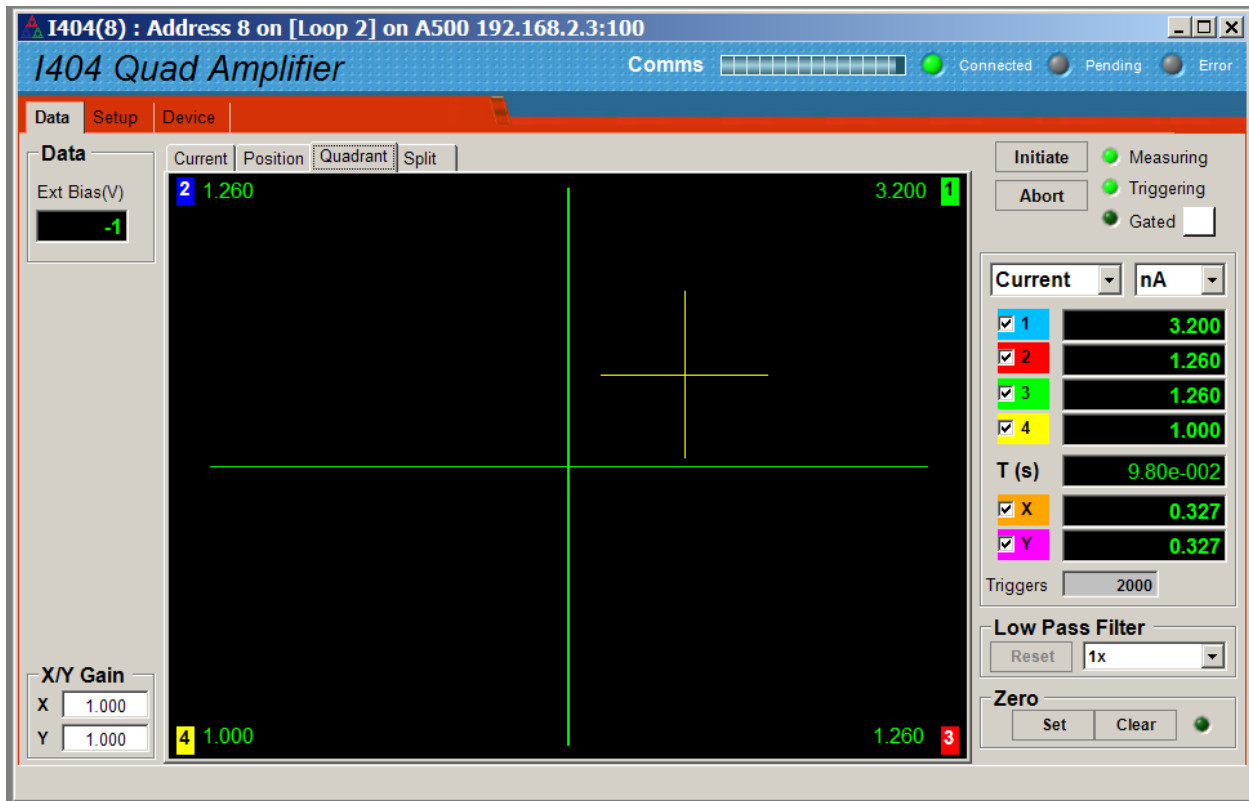 I404(8) : Address 8 on [Loop 2] on A500 192.168.2.3:100
I404 Quad Amplifier
Comms
Connected
Pending
Error
Data
Setup
Device
Data
Ext Bias(V)
-1
Current
Position
Quadrant
Split
2 1.260
3.200 1
4 1.000
1.260 3
X/Y Gain
X 1.000
Y 1.000
Initiate
Measuring
Abort
Triggering
Gated
Current
nA
1 3.200
2 1.260
3 1.260
4 1.000
T (s) 9.80e-002
X 0.327
Y 0.327
Triggers 2000
Low Pass Filter
Reset
1x
Zero
Set
Clear